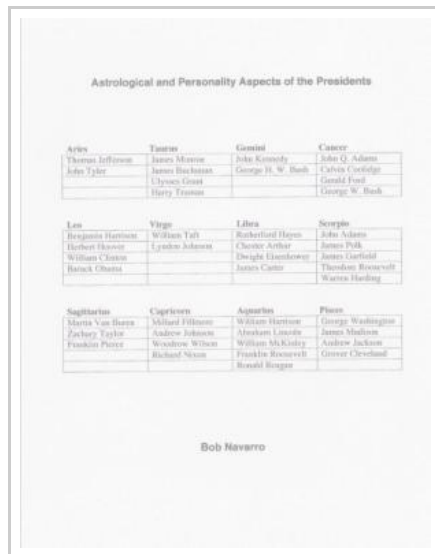 Astrological and Personality Aspects of the Presidents
Aries Taurus Gemini Cancer
Thomas Jefferson James Monroe John Kennedy John Q. Adams
John Tyler James Buchanan George H. W. Bush Calvin Coolidge
Ulysses Grant Gerald Ford
Harry Truman George W. Bush
Leo Virgo Libra Scorpio
Benjamin Harrison William Taft Rutherford Hayes John Adams
Herbert Hoover Lyndon Johnson Chester Arthur James Polk
William Clinton Dwight Eisenhower James Garfield
Barack Obama James Carter Theodore Roosevelt
Warren Harding
Sagittarius Capricorn Aquarius Pisces
Martin Van Buren Millard Fillmore William Harrison George Washington
Zachary Taylor Andrew Johnson Abraham Lincoln James Madison
Franklin Pierce Woodrow Wilson William McKinley Andrew Jackson
Richard Nixon Franklin Roosevelt Grover Cleveland
Ronald Reagan
Bob Navarro